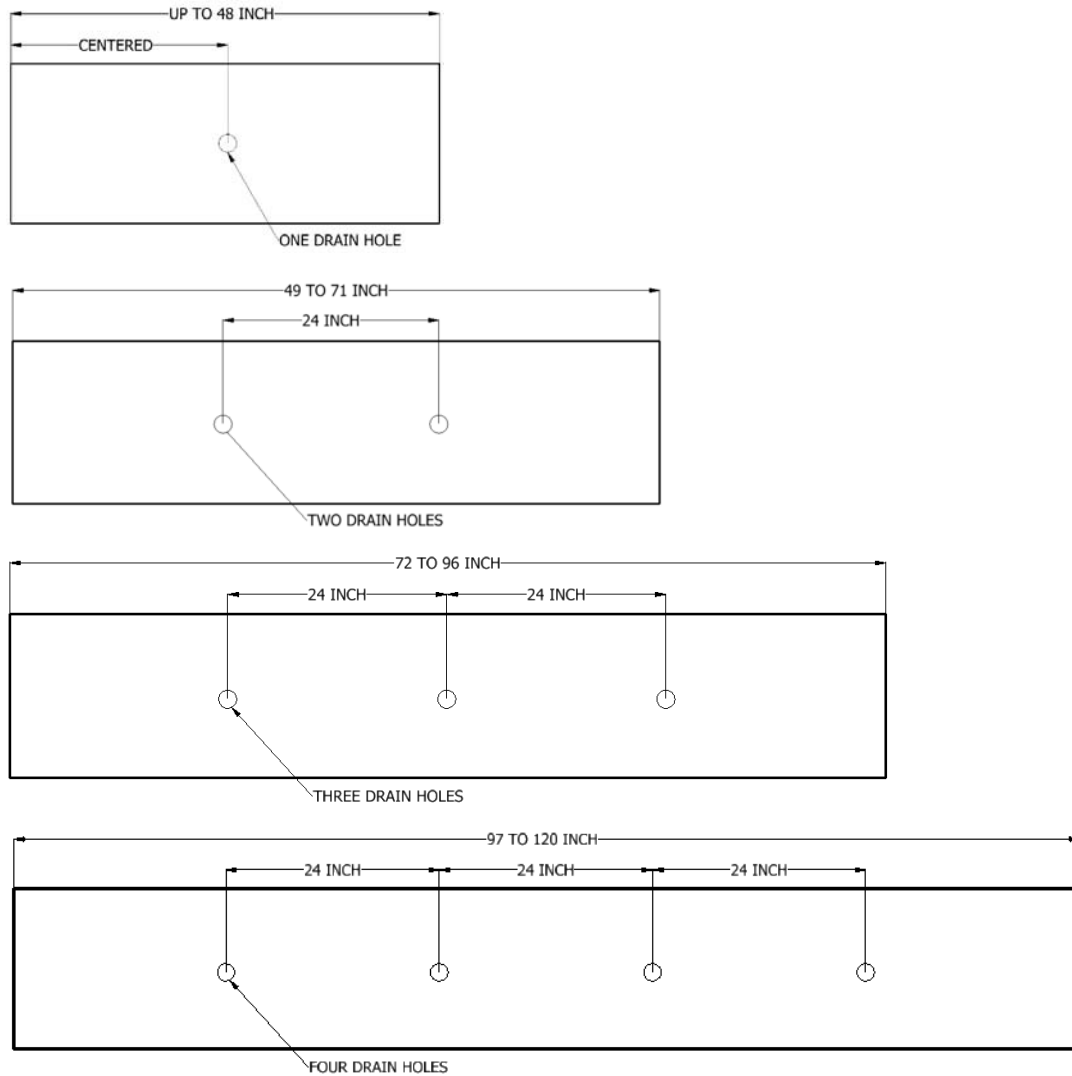 UP TO 48 INCH
CENTERED
ONE DRAIN HOLE
49 TO 71 INCH
24 INCH
TWO DRAIN HOLES
72 TO 96 INCH
24 INCH 24 INCH
THREE DRAIN HOLES
97 TO 120 INCH
24 INCH 24 INCH 24 INCH
FOUR DRAIN HOLES